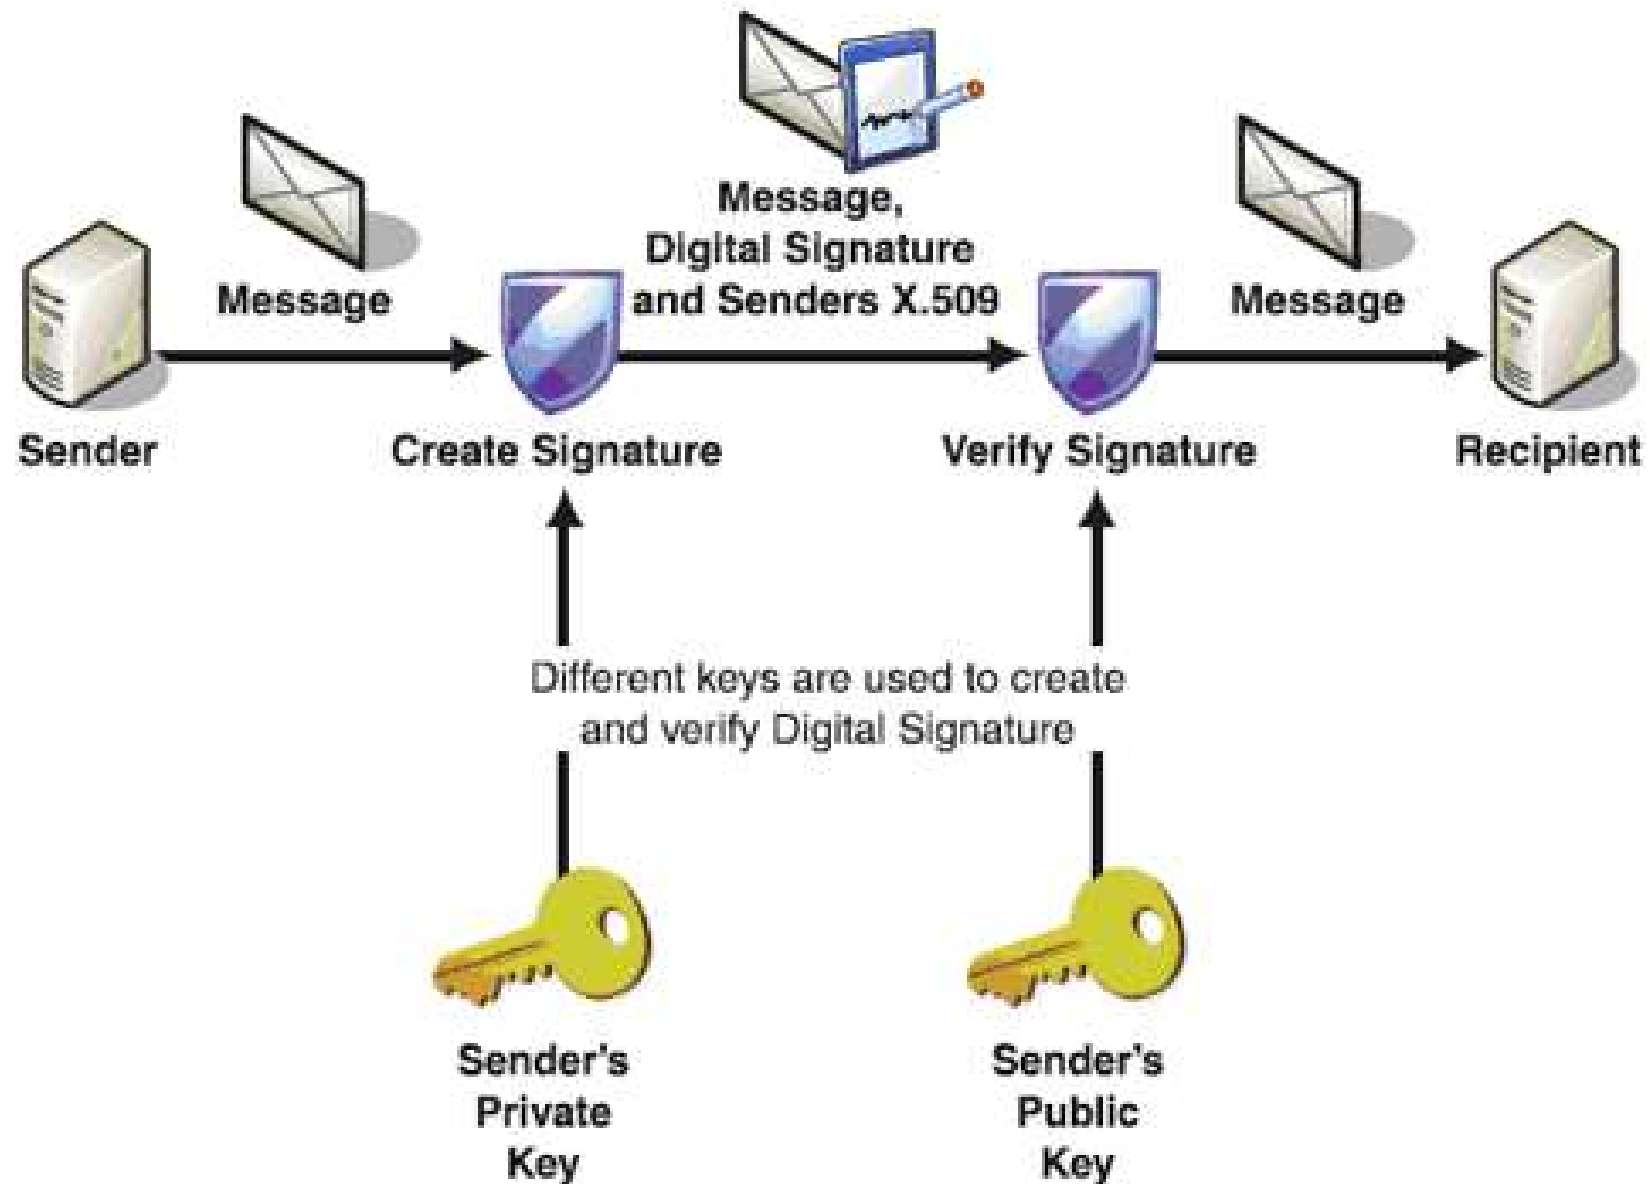 Message,
Digital Signature
and Senders X.509
Message
Message
Sender
Create Signature
Verify Signature
Recipient
Different keys are used to create
and verify Digital Signature
Sender's
Private
Key
Sender's
Public
Key